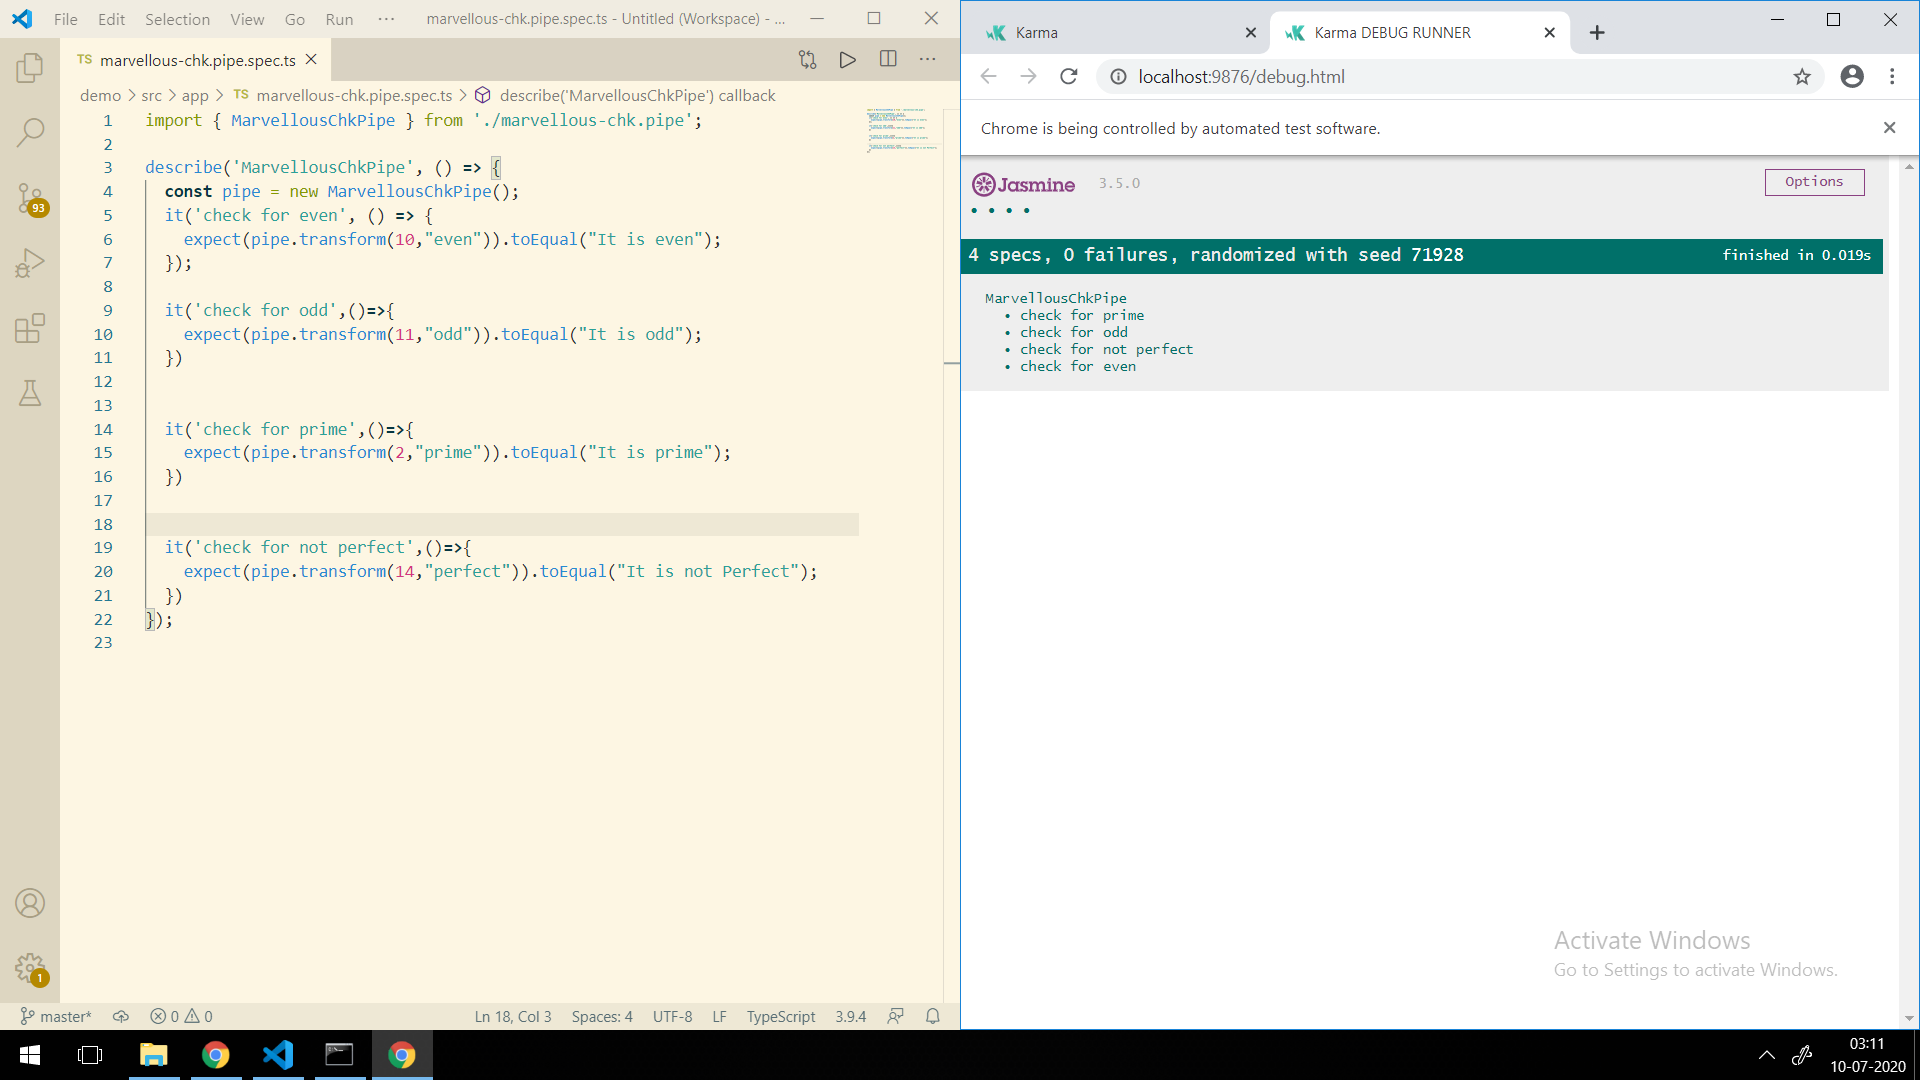 File Edit Selection View Go Run ··· marvellous-chk.pipe.spec.ts - Untitled (Workspace) - ...
TS marvellous-chk.pipe.spec.ts
demo > src > app > TS marvellous-chk.pipe.spec.ts > describe('MarvellousChkPipe') callback
1 import { MarvellousChkPipe } from './marvellous-chk.pipe';
2
3 describe('MarvellousChkPipe', () => {
4 const pipe = new MarvellousChkPipe();
5 it('check for even', () => {
6 expect(pipe.transform(10,"even")).toEqual("It is even");
7 });
8
9 it('check for odd',()=>{
10 expect(pipe.transform(11,"odd")).toEqual("It is odd");
11 })
12
13
14 it('check for prime',()=>{
15 expect(pipe.transform(2,"prime")).toEqual("It is prime");
16 })
17
18
19 it('check for not perfect',()=>{
20 expect(pipe.transform(14,"perfect")).toEqual("It is not Perfect");
21 })
22 });
23
93
1
master* 0 0 Ln 18, Col 3 Spaces: 4 UTF-8 LF TypeScript 3.9.4
Karma
Karma DEBUG RUNNER
localhost:9876/debug.html
Chrome is being controlled by automated test software.
Jasmine 3.5.0 Options
• • • •
4 specs, 0 failures, randomized with seed 71928 finished in 0.019s
MarvellousChkPipe
• check for prime
• check for odd
• check for not perfect
• check for even
Activate Windows
Go to Settings to activate Windows.
03:11
10-07-2020